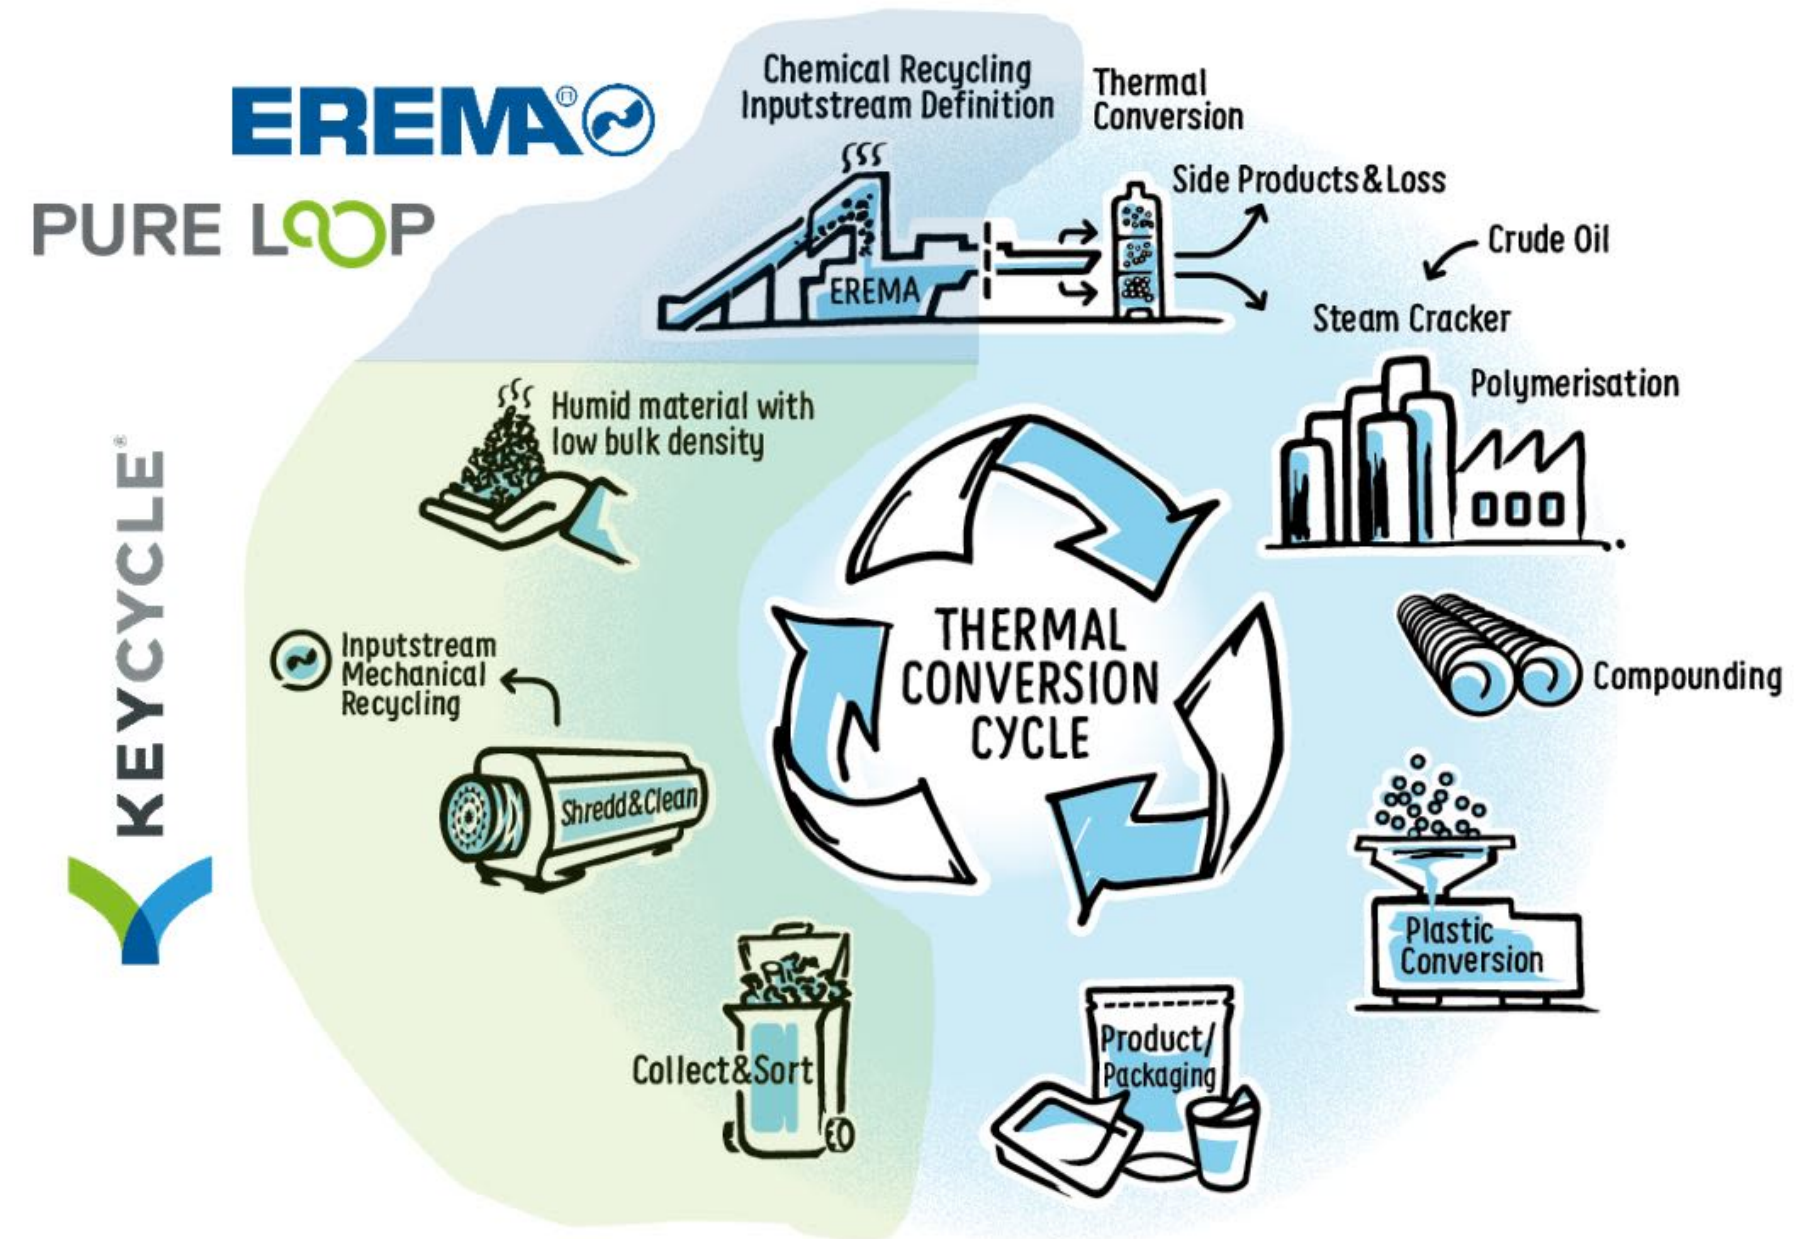 EREMA®
PURE LOOP
KEYCYCLE®
Chemical Recycling
Inputstream Definition
Thermal
Conversion
Side Products & Loss
Crude Oil
Steam Cracker
Polymerisation
EREMA
Humid material with
low bulk density
Inputstream
Mechanical
Recycling
THERMAL
CONVERSION
CYCLE
Compounding
Shredd&Clean
Plastic
Conversion
Collect&Sort
Product/
Packaging